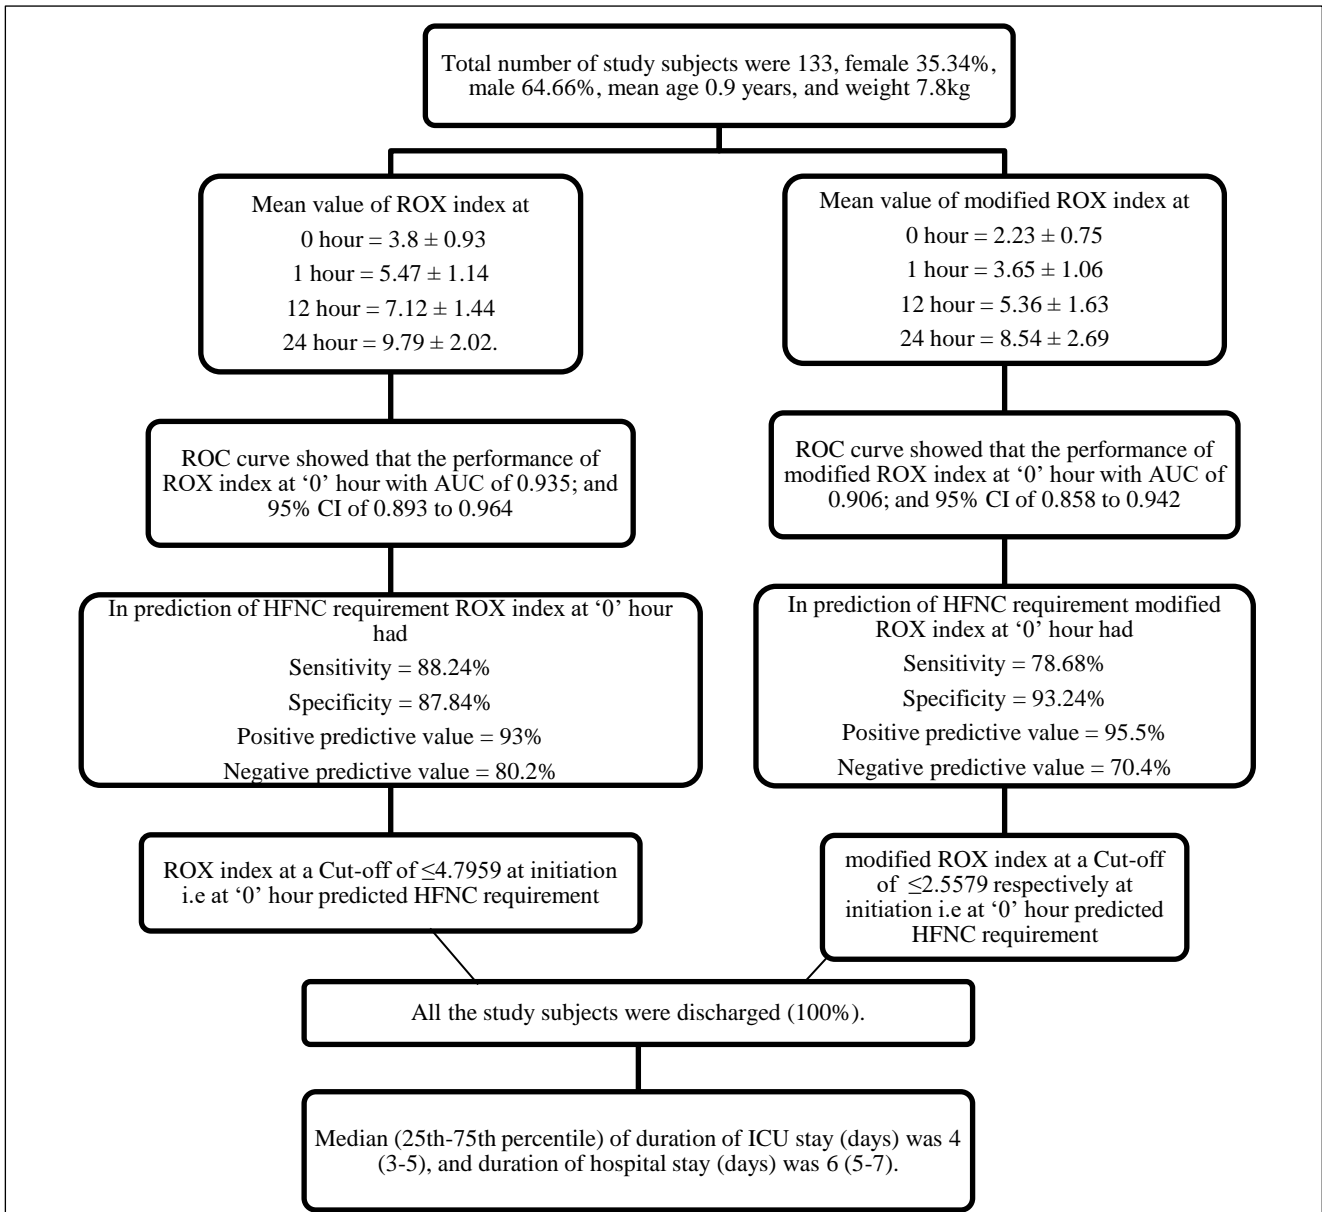 Total number of study subjects were 133, female 35.34%,
male 64.66%, mean age 0.9 years, and weight 7.8kg
Mean value of ROX index at
0 hour = 3.8 ± 0.93
1 hour = 5.47 ± 1.14
12 hour = 7.12 ± 1.44
24 hour = 9.79 ± 2.02.
Mean value of modified ROX index at
0 hour = 2.23 ± 0.75
1 hour = 3.65 ± 1.06
12 hour = 5.36 ± 1.63
24 hour = 8.54 ± 2.69
ROC curve showed that the performance of
ROX index at ‘0’ hour with AUC of 0.935; and
95% CI of 0.893 to 0.964
ROC curve showed that the performance of
modified ROX index at ‘0’ hour with AUC of
0.906; and 95% CI of 0.858 to 0.942
In prediction of HFNC requirement ROX index at ‘0’ hour
had
Sensitivity = 88.24%
Specificity = 87.84%
Positive predictive value = 93%
Negative predictive value = 80.2%
In prediction of HFNC requirement modified
ROX index at ‘0’ hour had
Sensitivity = 78.68%
Specificity = 93.24%
Positive predictive value = 95.5%
Negative predictive value = 70.4%
ROX index at a Cut-off of ≤4.7959 at initiation
i.e at ‘0’ hour predicted HFNC requirement
modified ROX index at a Cut-off
of ≤2.5579 respectively at
initiation i.e at ‘0’ hour predicted
HFNC requirement
All the study subjects were discharged (100%).
Median (25th-75th percentile) of duration of ICU stay (days) was 4
(3-5), and duration of hospital stay (days) was 6 (5-7).